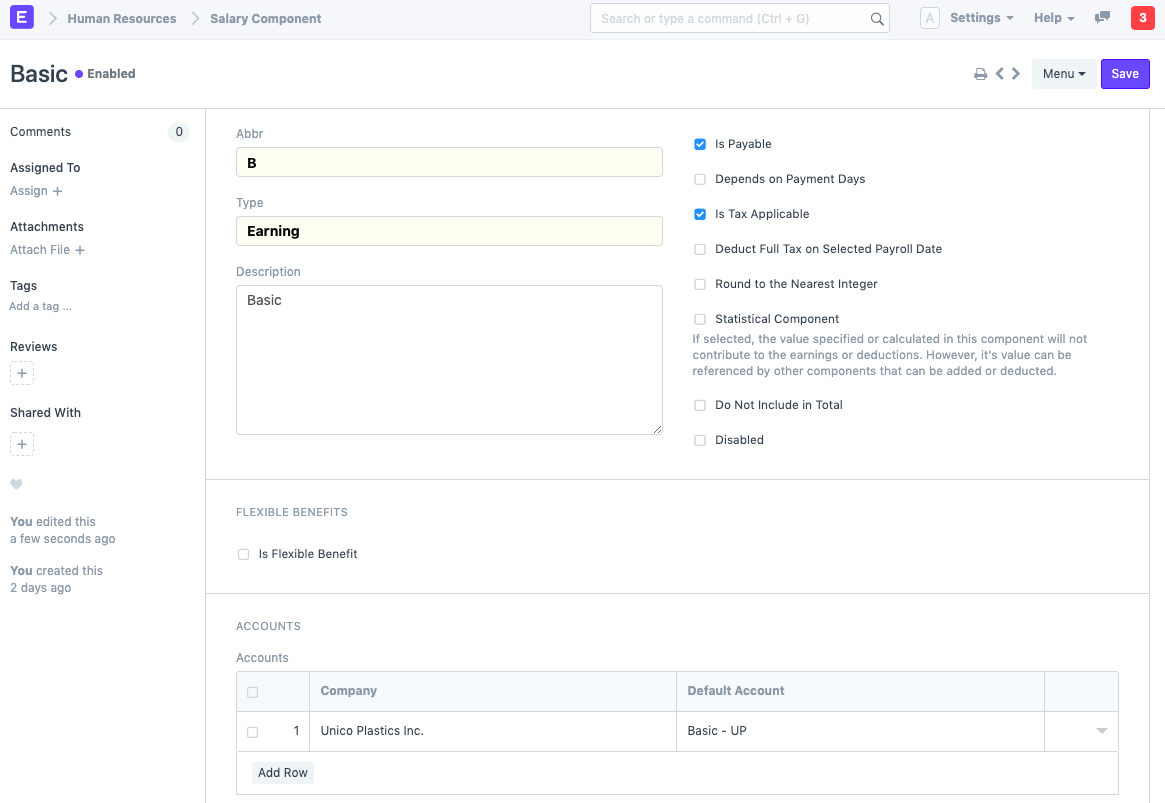 E
Human Resources
Salary Component
Search or type a command (Ctrl + G)
A
Settings
Help
3
Basic
Enabled
Menu
Save
Comments
0
Assigned To
Assign +
Attachments
Attach File +
Tags
Add a tag ...
Reviews
+
Shared With
+
You edited this
a few seconds ago
You created this
2 days ago
Abbr
B
Type
Earning
Description
Basic
Is Payable
Depends on Payment Days
Is Tax Applicable
Deduct Full Tax on Selected Payroll Date
Round to the Nearest Integer
Statistical Component
If selected, the value specified or calculated in this component will not
contribute to the earnings or deductions. However, it's value can be
referenced by other components that can be added or deducted.
Do Not Include in Total
Disabled
FLEXIBLE BENEFITS
Is Flexible Benefit
ACCOUNTS
Accounts
Company
Default Account
1
Unico Plastics Inc.
Basic - UP
Add Row